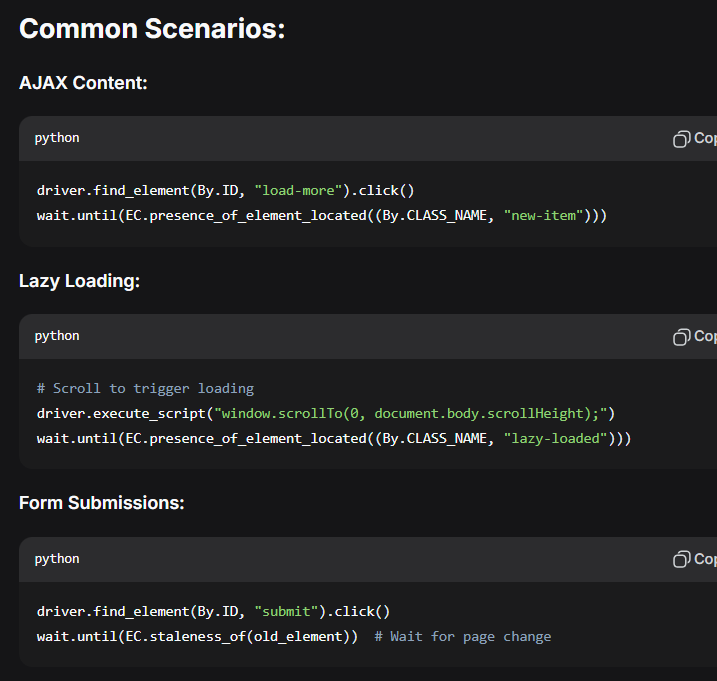 Common Scenarios:
AJAX Content:
python Cop
driver.find_element(By.ID, "load-more").click()
wait.until(EC.presence_of_element_located((By.CLASS_NAME, "new-item")))
Lazy Loading:
python Cop
# Scroll to trigger loading
driver.execute_script("window.scrollTo(0, document.body.scrollHeight);")
wait.until(EC.presence_of_element_located((By.CLASS_NAME, "lazy-loaded")))
Form Submissions:
python Cop
driver.find_element(By.ID, "submit").click()
wait.until(EC.staleness_of(old_element))  # Wait for page change